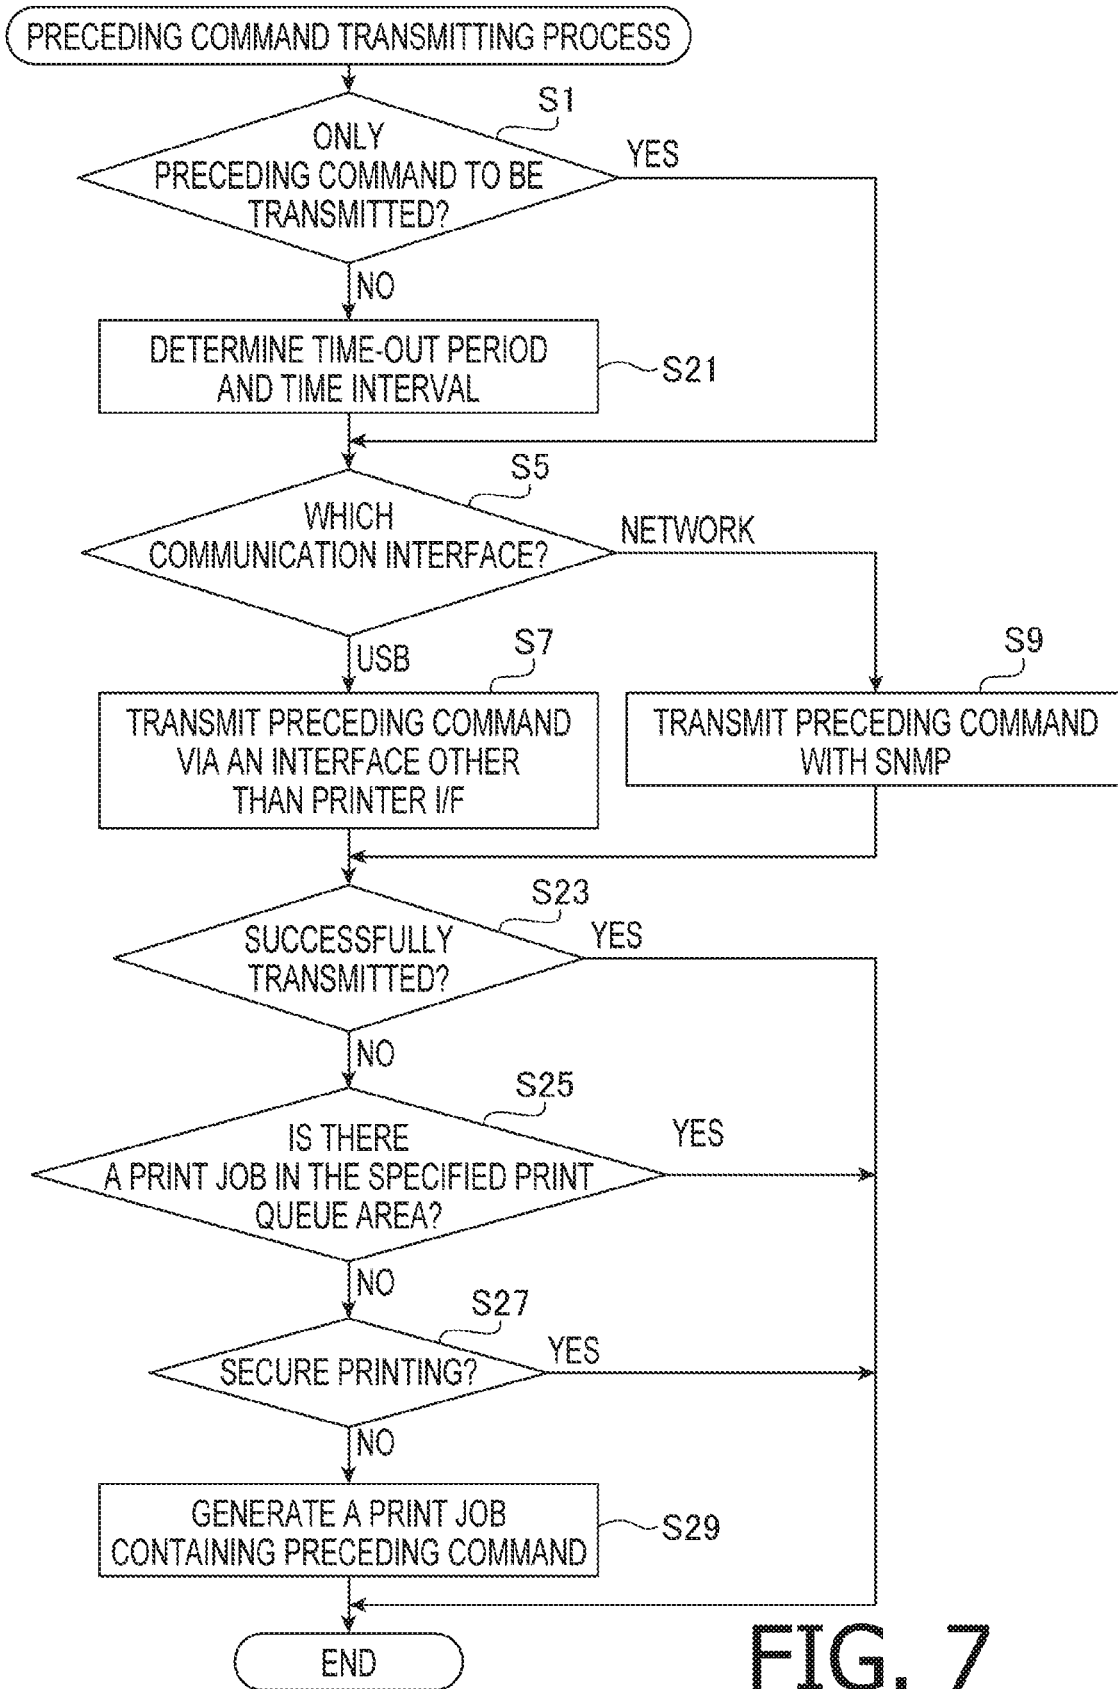 PRECEDING COMMAND TRANSMITTING PROCESS
S1
ONLY
PRECEDING COMMAND TO BE
TRANSMITTED?
YES
NO
DETERMINE TIME-OUT PERIOD
AND TIME INTERVAL
S21
S5
WHICH
COMMUNICATION INTERFACE?
NETWORK
USB
S7
TRANSMIT PRECEDING COMMAND
VIA AN INTERFACE OTHER
THAN PRINTER I/F
S9
TRANSMIT PRECEDING COMMAND
WITH SNMP
S23
SUCCESSFULLY
TRANSMITTED?
YES
NO
S25
IS THERE
A PRINT JOB IN THE SPECIFIED PRINT
QUEUE AREA?
YES
NO
S27
SECURE PRINTING?
YES
NO
GENERATE A PRINT JOB
CONTAINING PRECEDING COMMAND
S29
END
FIG. 7